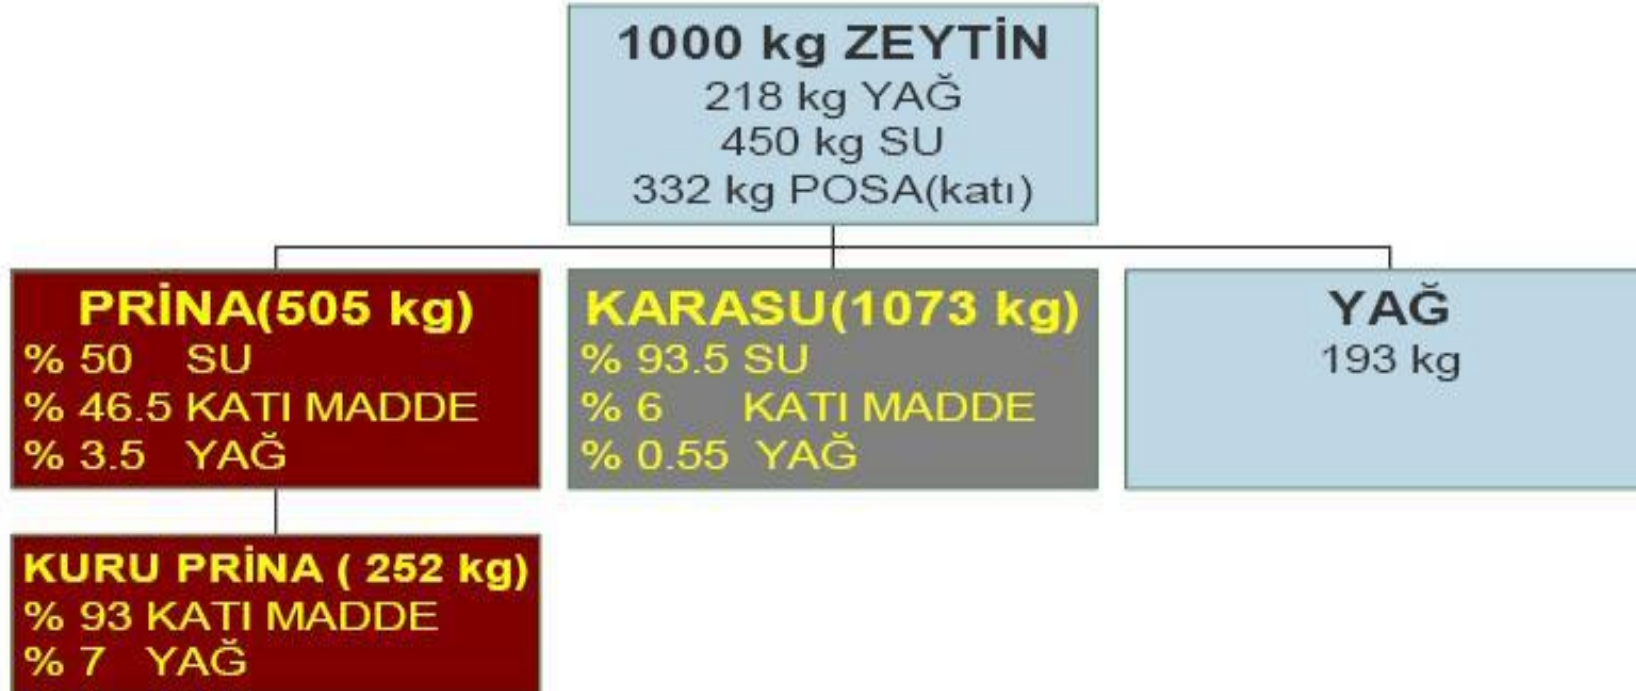 1000 kg ZEYTİN
218 kg YAĞ
450 kg SU
332 kg POSA(katı)
PRİNA(505 kg)
% 50 SU
% 46.5 KATI MADDE
% 3.5 YAĞ
KARASU(1073 kg)
% 93.5 SU
% 6 KATI MADDE
% 0.55 YAĞ
YAĞ
193 kg
KURU PRİNA ( 252 kg)
% 93 KATI MADDE
% 7 YAĞ